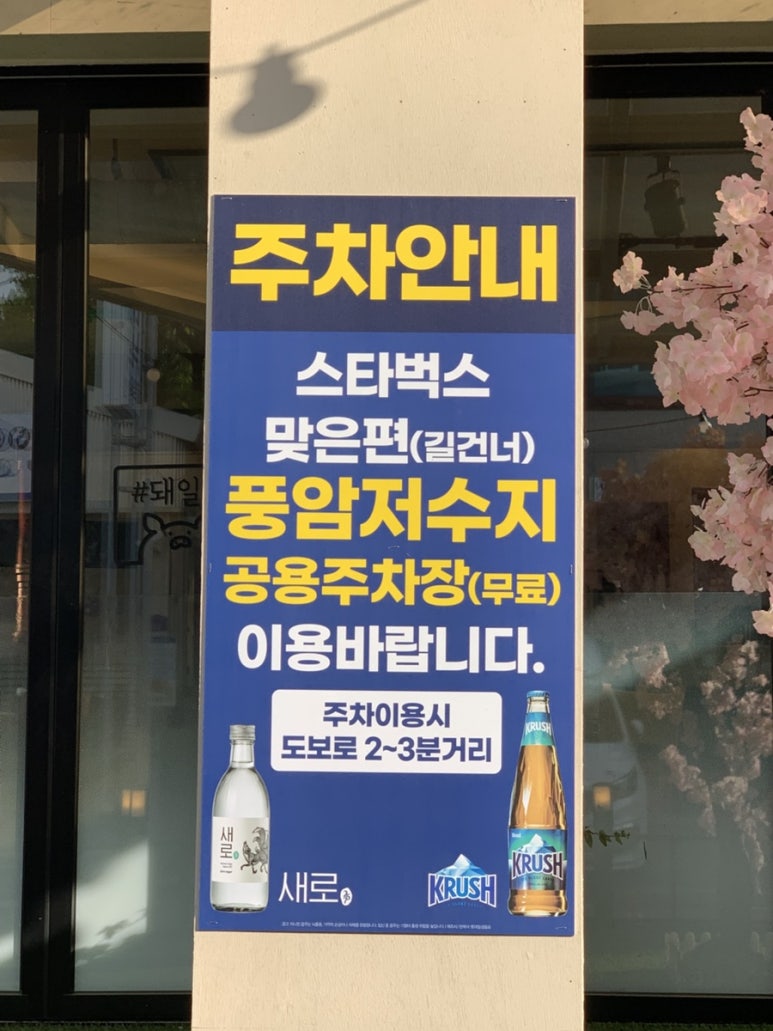 주차안내
스타벅스
맞은편(길건너)
풍암저수지
공용주차장(무료)
이용바랍니다.
주차이용시
도보로 2~3분거리
#돼일
KRUSH
새로
새로
KRUSH
KRUSH